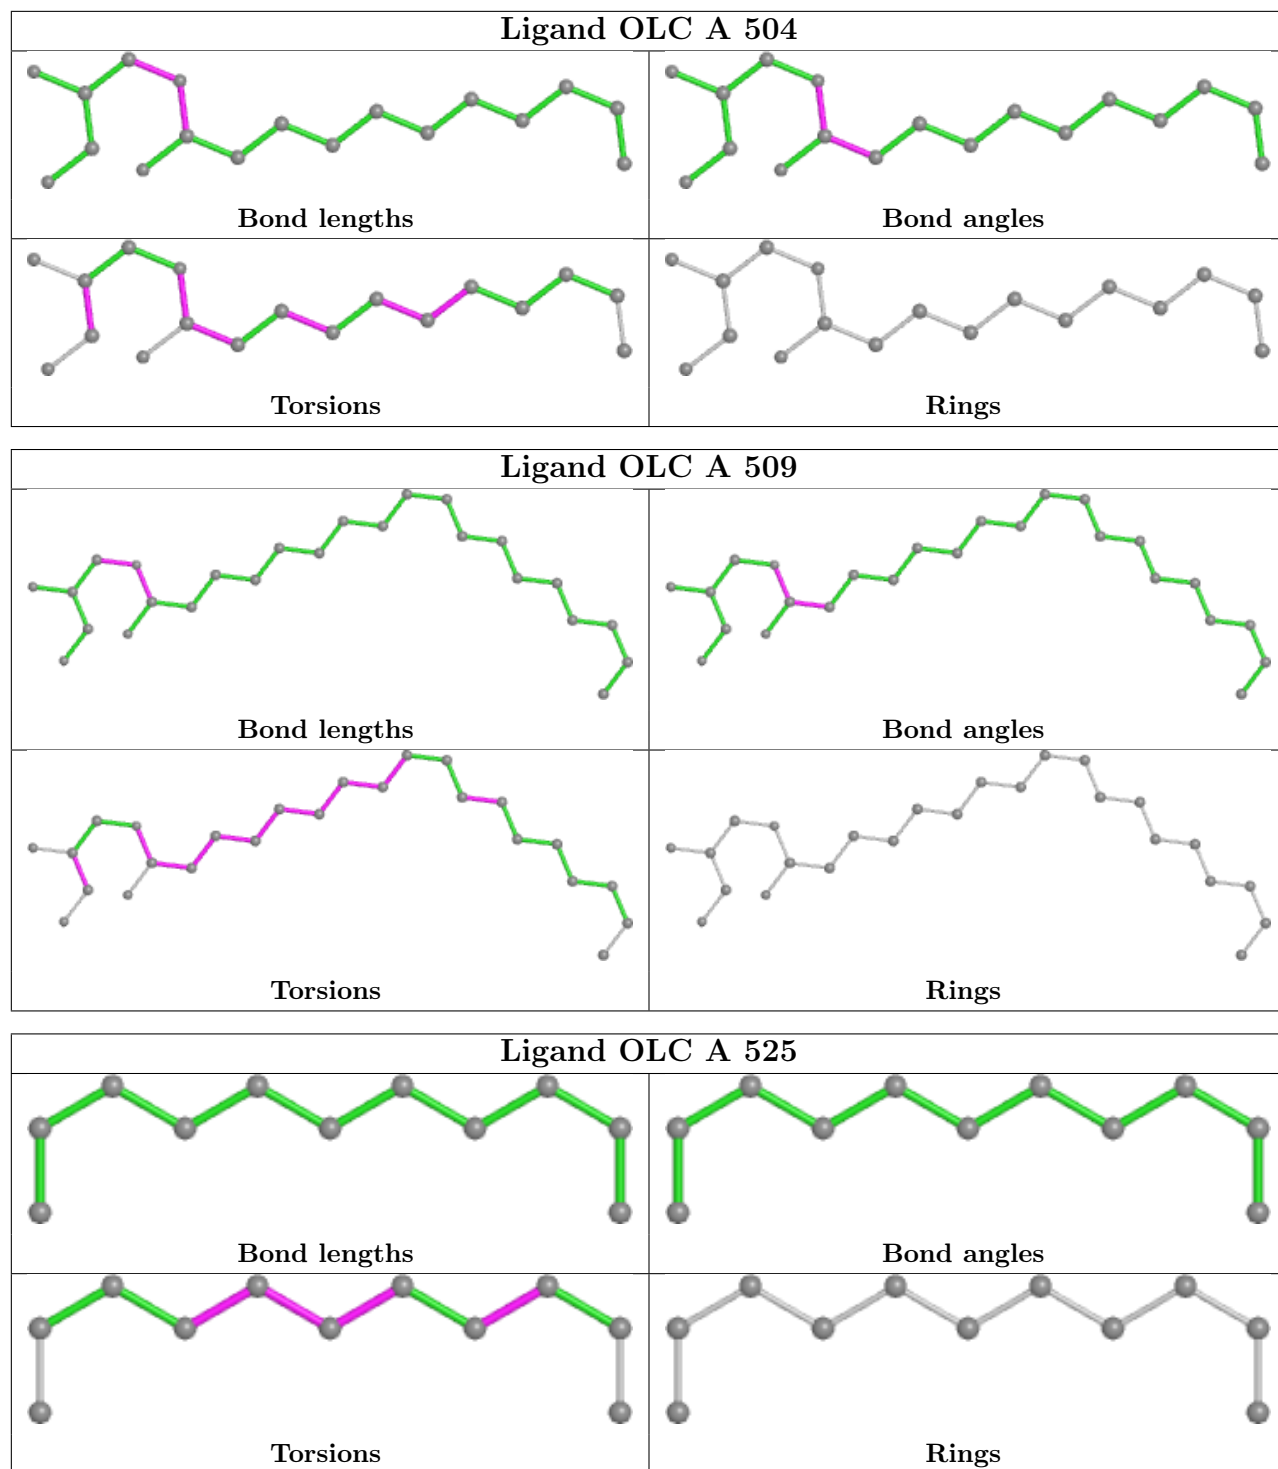 Ligand OLC A 504
Bond lengths
Bond angles
Torsions
Rings
Ligand OLC A 509
Bond lengths
Bond angles
Torsions
Rings
Ligand OLC A 525
Bond lengths
Bond angles
Torsions
Rings